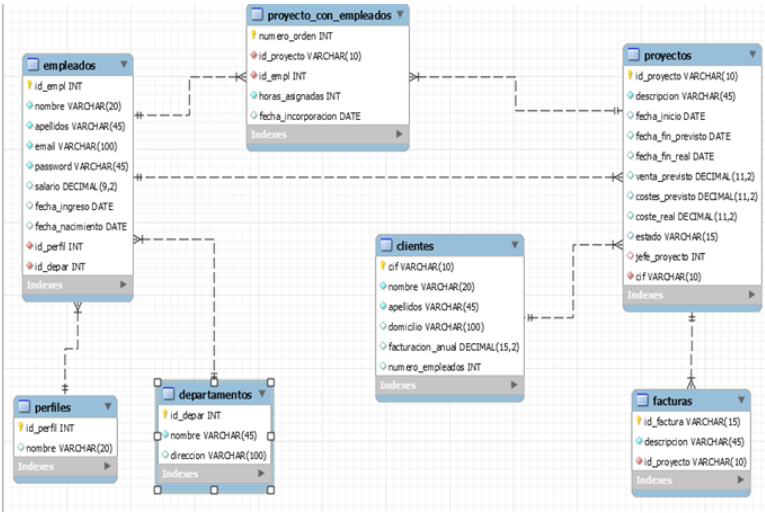 proyecto_con_empleados
numero_orden INT
id_proyecto VARCHAR(10)
id_empl INT
horas_asignadas INT
fecha_incorporacion DATE
Indexes
empleados
id_empl INT
nombre VARCHAR(20)
apellidos VARCHAR(45)
email VARCHAR(100)
password VARCHAR(45)
salario DECIMAL(9,2)
fecha_ingreso DATE
fecha_nacimiento DATE
id_perfil INT
id_depar INT
Indexes
proyectos
id_proyecto VARCHAR(10)
descripcion VARCHAR(45)
fecha_inicio DATE
fecha_fin_previsto DATE
fecha_fin_real DATE
venta_previsto DECIMAL(11,2)
costes_previsto DECIMAL(11,2)
coste_real DECIMAL(11,2)
estado VARCHAR(15)
jefe_proyecto INT
cif VARCHAR(10)
Indexes
clientes
cif VARCHAR(10)
nombre VARCHAR(20)
apellidos VARCHAR(45)
domicilio VARCHAR(100)
facturacion_anual DECIMAL(15,2)
numero_empleados INT
Indexes
perfiles
id_perfil INT
nombre VARCHAR(20)
Indexes
departamentos
id_depar INT
nombre VARCHAR(45)
direccion VARCHAR(100)
Indexes
facturas
id_factura VARCHAR(15)
descripcion VARCHAR(45)
id_proyecto VARCHAR(10)
Indexes